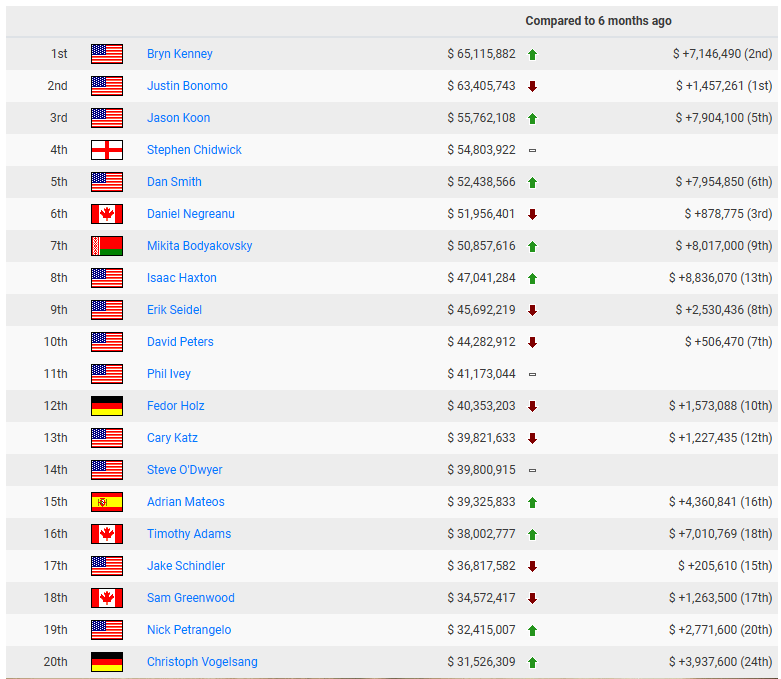 Compared to 6 months ago
1st Bryn Kenney $ 65,115,882 $ +7,146,490 (2nd)
2nd Justin Bonomo $ 63,405,743 $ +1,457,261 (1st)
3rd Jason Koon $ 55,762,108 $ +7,904,100 (5th)
4th Stephen Chidwick $ 54,803,922
5th Dan Smith $ 52,438,566 $ +7,954,850 (6th)
6th Daniel Negreanu $ 51,956,401 $ +878,775 (3rd)
7th Mikita Bodyakovsky $ 50,857,616 $ +8,017,000 (9th)
8th Isaac Haxton $ 47,041,284 $ +8,836,070 (13th)
9th Erik Seidel $ 45,692,219 $ +2,530,436 (8th)
10th David Peters $ 44,282,912 $ +506,470 (7th)
11th Phil Ivey $ 41,173,044
12th Fedor Holz $ 40,353,203 $ +1,573,088 (10th)
13th Cary Katz $ 39,821,633 $ +1,227,435 (12th)
14th Steve O'Dwyer $ 39,800,915
15th Adrian Mateos $ 39,325,833 $ +4,360,841 (16th)
16th Timothy Adams $ 38,002,777 $ +7,010,769 (18th)
17th Jake Schindler $ 36,817,582 $ +205,610 (15th)
18th Sam Greenwood $ 34,572,417 $ +1,263,500 (17th)
19th Nick Petrangelo $ 32,415,007 $ +2,771,600 (20th)
20th Christoph Vogelsang $ 31,526,309 $ +3,937,600 (24th)